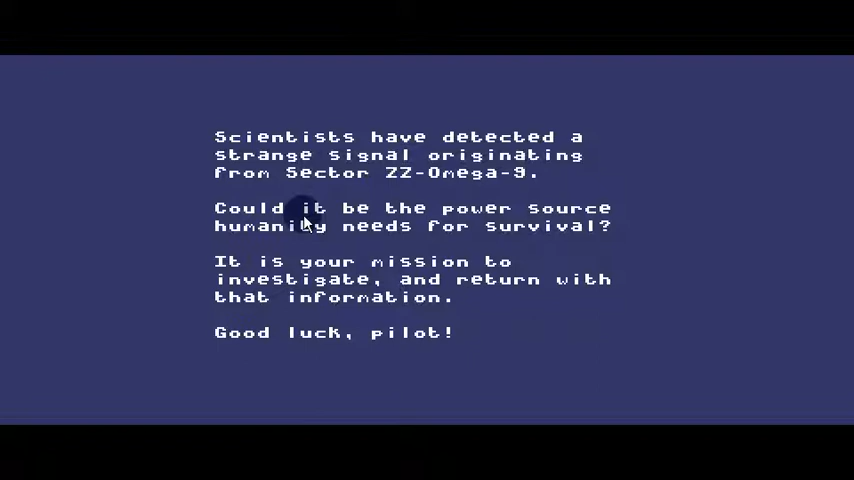 Scientists have detected a
strange signal originating
from Sector ZZ-Omega-9.
Could it be the power source
humanity needs for survival?
It is your mission to
investigate, and return with
that information.
Good luck, pilot!